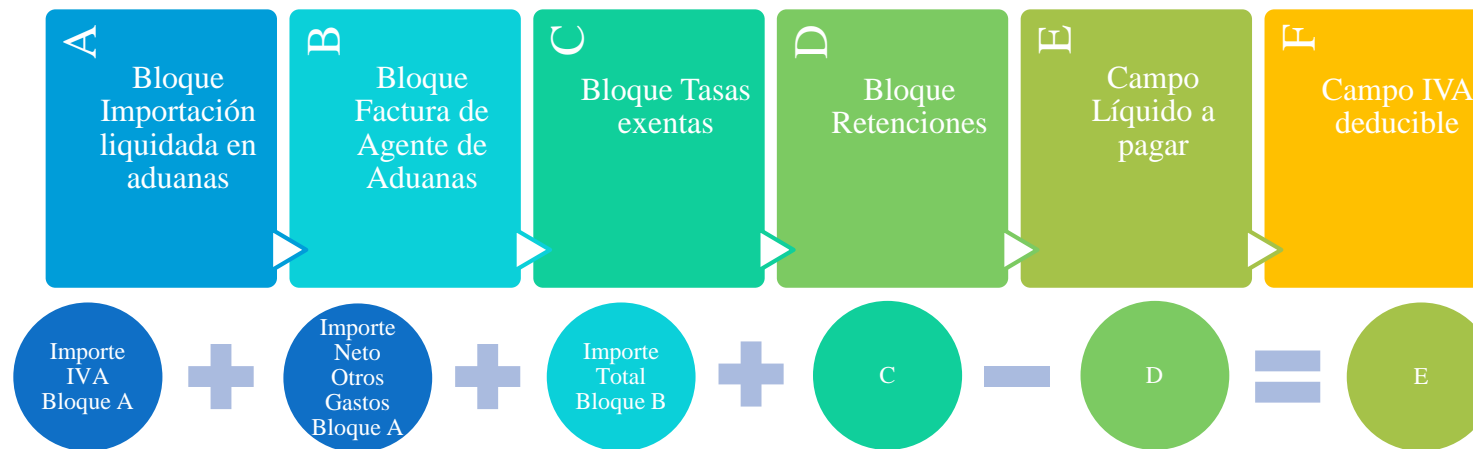 A
Bloque
Importación
liquidada en
aduanas
B
Bloque
Factura de
Agente de
Aduanas
C
Bloque Tasas
exentas
D
Bloque
Retenciones
E
Campo
Líquido a
pagar
F
Campo IVA
deducible
Importe
IVA
Bloque A
Importe
Neto
Otros
Gastos
Bloque A
Importe
Total
Bloque B
C
D
E